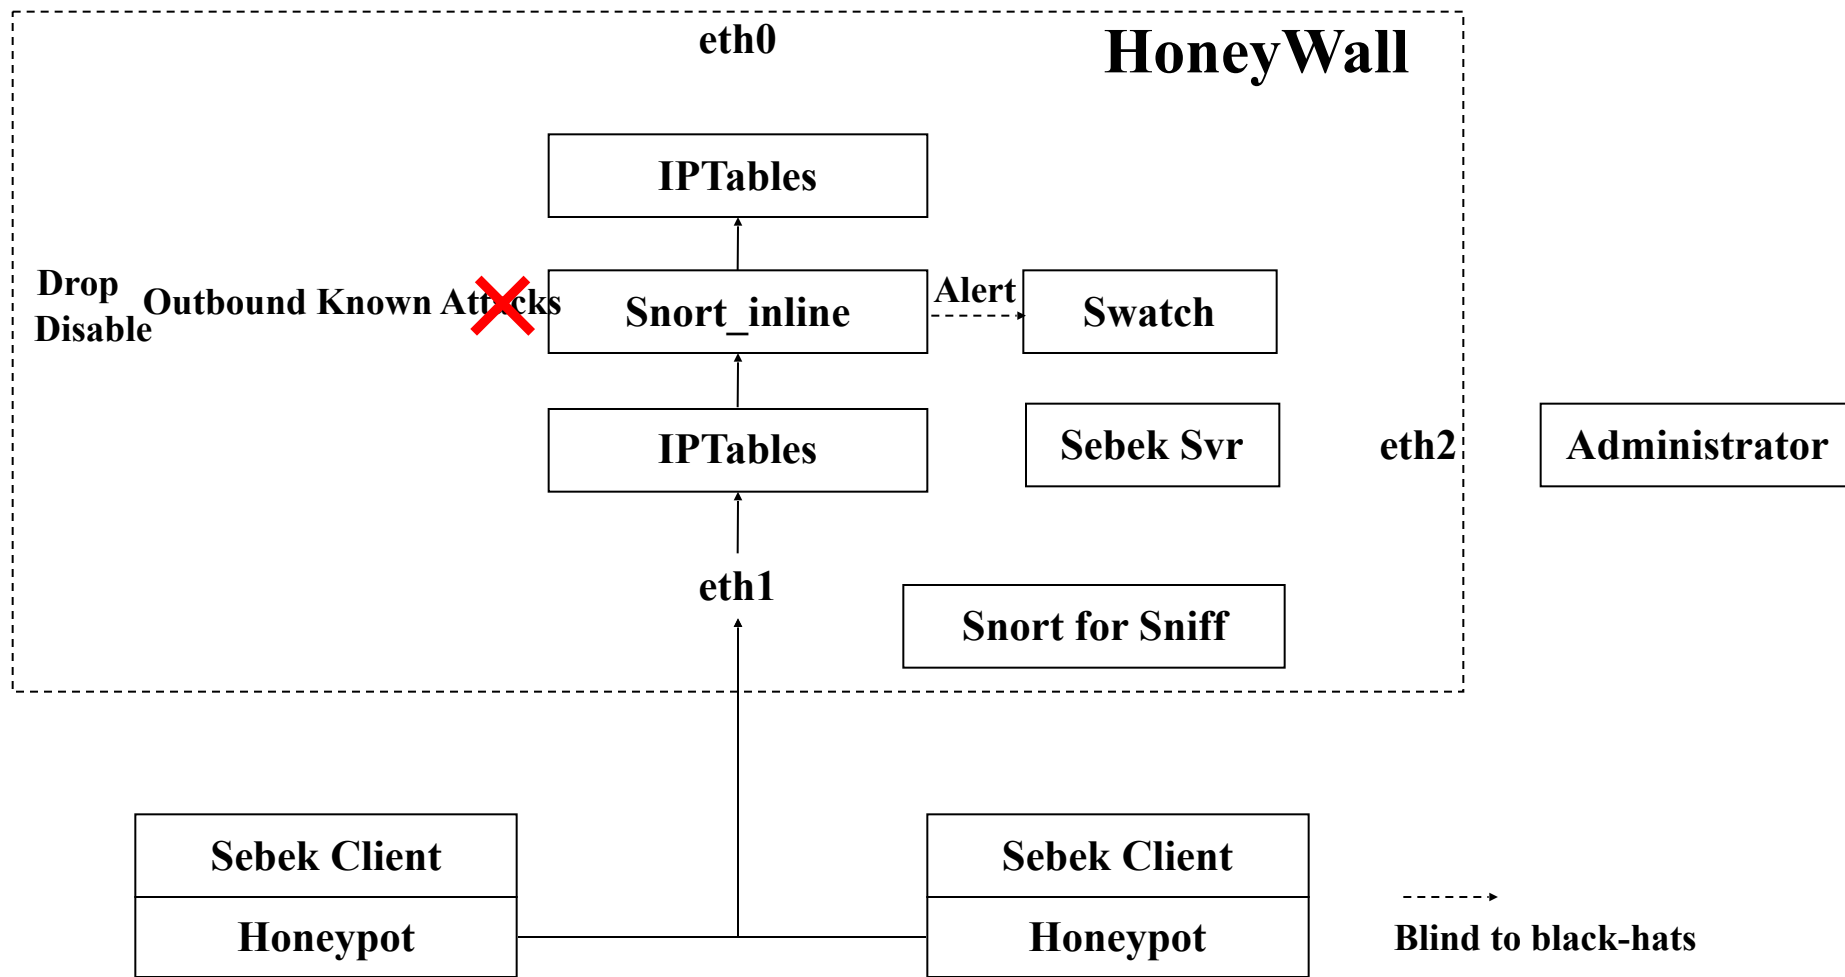 eth0
HoneyWall
IPTables
Drop
Disable
Outbound Known Attacks
Snort_inline
Alert
Swatch
IPTables
Sebek Svr
eth2
Administrator
eth1
Snort for Sniff
Sebek Client
Sebek Client
Honeypot
Honeypot
Blind to black-hats